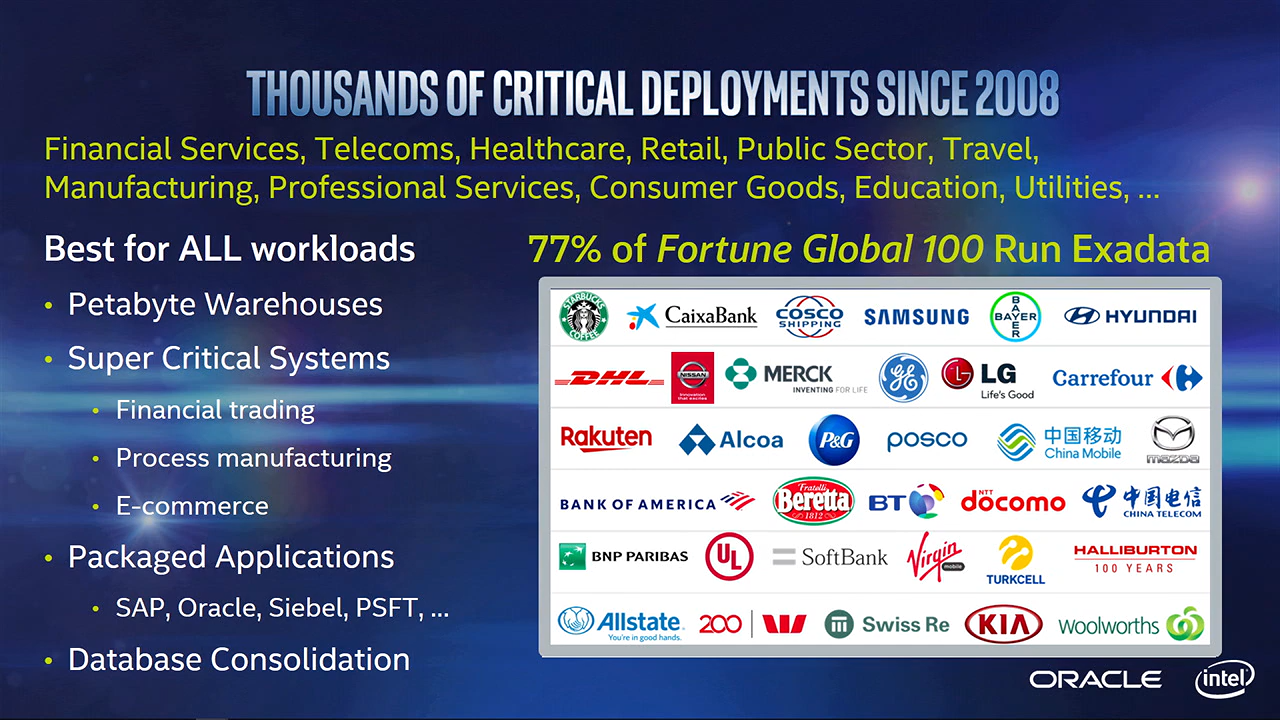 THOUSANDS OF CRITICAL DEPLOYMENTS SINCE 2008
Financial Services, Telecoms, Healthcare, Retail, Public Sector, Travel,
Manufacturing, Professional Services, Consumer Goods, Education, Utilities, ...
Best for ALL workloads
• Petabyte Warehouses
• Super Critical Systems
• Financial trading
• Process manufacturing
• E-commerce
• Packaged Applications
• SAP, Oracle, Siebel, PSFT, ...
• Database Consolidation
77% of Fortune Global 100 Run Exadata
STARBUCKS COFFEE
CaixaBank
COSCO SHIPPING
SAMSUNG
BAYER BAYER
HYUNDAI
DHL
NISSAN
Innovation that excites
MERCK
INVENTING FOR LIFE
GE
LG
Life's Good
Carrefour
Rakuten
Alcoa
P&G
posco
中国移动
China Mobile
mazda
BANK OF AMERICA
Fratelli
Beretta
1812
BT
NTT
döcomo
中国电信
CHINA TELECOM
BNP PARIBAS
UL
SoftBank
Virgin
mobile
TURKCELL
HALLIBURTON
100 YEARS
Allstate
You're in good hands.
200
W
Swiss Re
KIA
Woolworths
ORACLE
intel